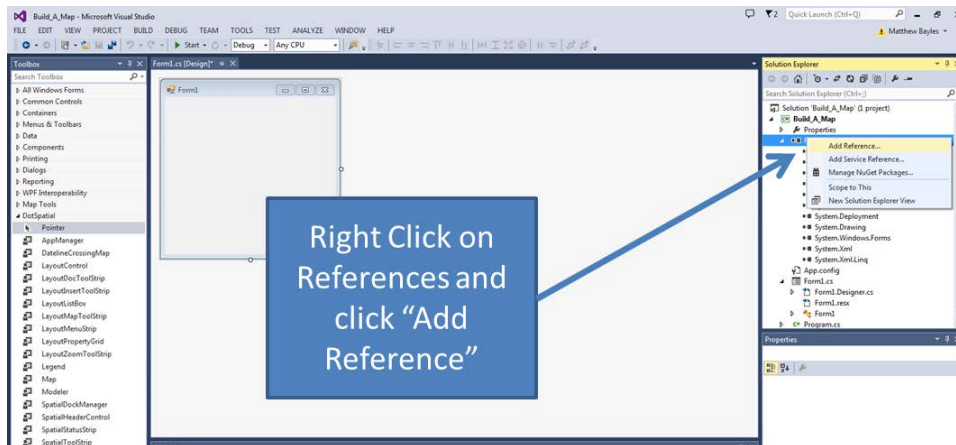 Build_A_Map - Microsoft Visual Studio
2
Quick Launch (Ctrl+Q)
FILE EDIT VIEW PROJECT BUILD DEBUG TEAM TOOLS TEST ANALYZE WINDOW HELP
Matthew Bayles
Start Debug Any CPU
Toolbox
Search Toolbox
All Windows Forms
Common Controls
Containers
Menus & Toolbars
Data
Components
Printing
Dialogs
Reporting
WPF Interoperability
Map Tools
DotSpatial
Pointer
AppManager
DatelineCrossingMap
LayoutControl
LayoutDocToolStrip
LayoutInsertToolStrip
LayoutListBox
LayoutMapToolStrip
LayoutMenuStrip
LayoutPropertyGrid
LayoutZoomToolStrip
Legend
Map
Modeler
SpatialDockManager
SpatialHeaderControl
SpatialStatusStrip
SpatialToolStrip
Form1.cs [Design]*
Form1
Right Click on
References and
click “Add
Reference”
Solution Explorer
Search Solution Explorer (Ctrl+;)
Solution 'Build_A_Map' (1 project)
Build_A_Map
Properties
Add Reference...
Add Service Reference...
Manage NuGet Packages...
Scope to This
New Solution Explorer View
System.Deployment
System.Drawing
System.Windows.Forms
System.Xml
System.Xml.Linq
App.config
Form1.cs
Form1.Designer.cs
Form1.resx
Form1
Program.cs
Properties